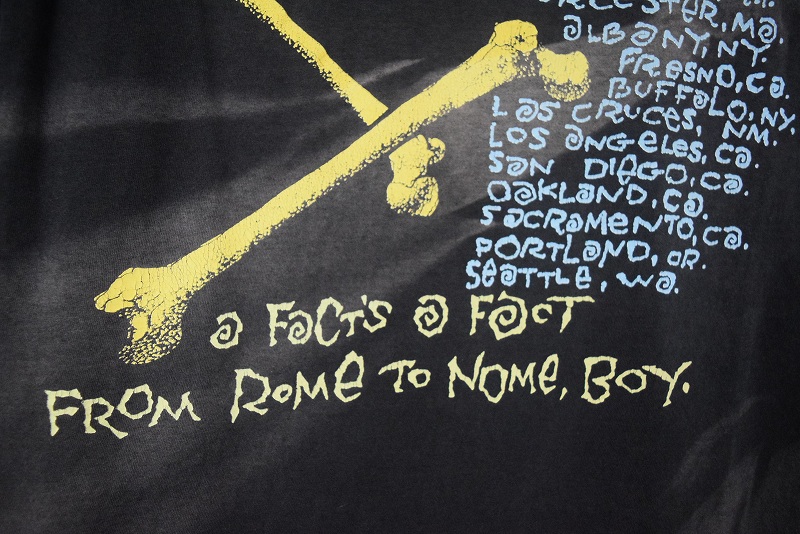 ALBANY, NY.
FRESNO, CA.
BUFFALO, NY.
LAS CRUCES, NM.
LOS ANGELES, CA.
SAN DIEGO, CA.
OAKLAND, CA.
SACRAMENTO, CA.
PORTLAND, OR.
SEATTLE, WA.
A FACT'S A FACT
FROM ROME TO NOME, BOY.